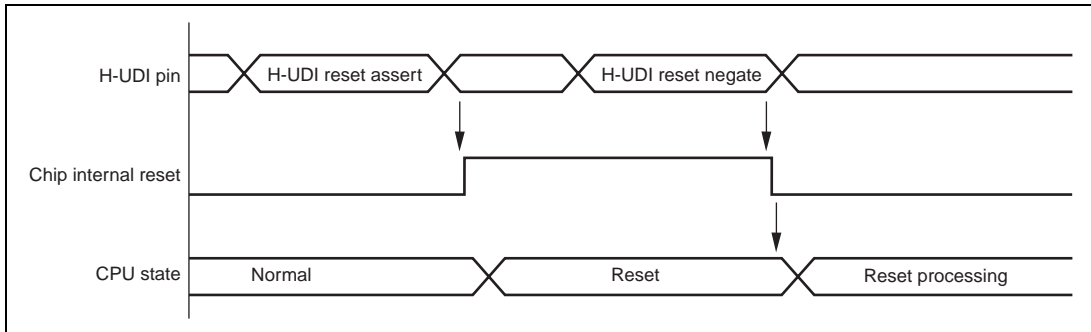 H-UDI pin
H-UDI reset assert
H-UDI reset negate
Chip internal reset
CPU state
Normal
Reset
Reset processing